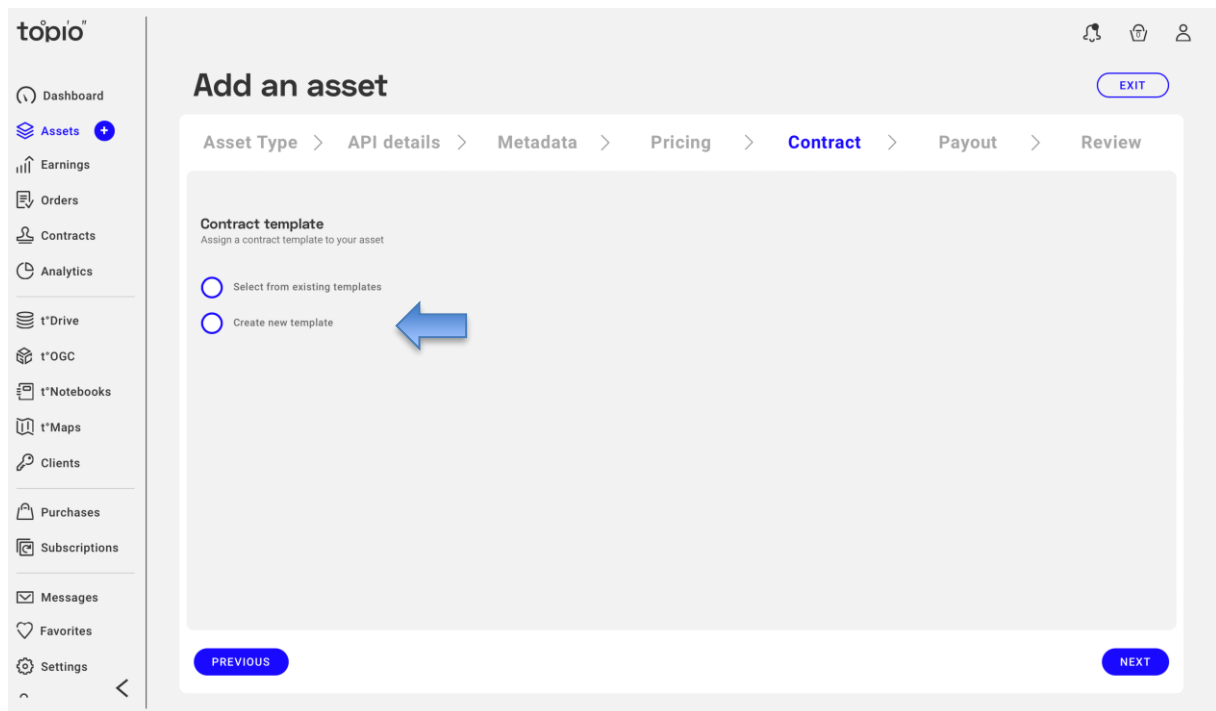 topio
Dashboard
Assets
Earnings
Orders
Contracts
Analytics
t°Drive
t°OGC
t°Notebooks
t°Maps
Clients
Purchases
Subscriptions
Messages
Favorites
Settings
0
Add an asset
EXIT
Asset Type > API details > Metadata > Pricing > Contract > Payout > Review
Contract template
Assign a contract template to your asset
Select from existing templates
Create new template
PREVIOUS
NEXT